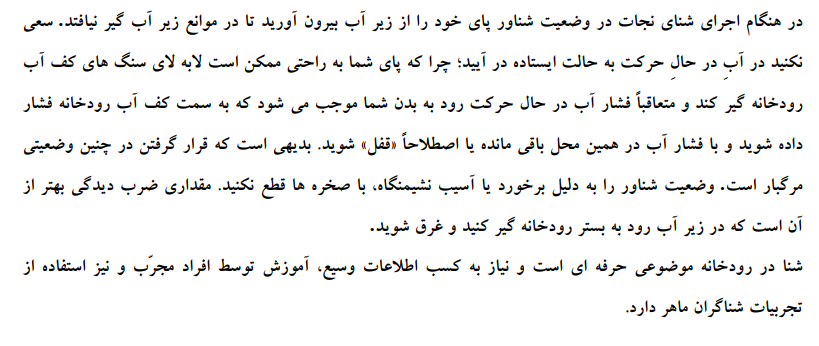 در هنگام اجرای شنای نجات در وضعیت شناور پای خود را از زیر آب بیرون آورید تا در موانع زیر آب گیر نیافتد. سعی
نکنید در آبِ در حالِ حرکت به حالت ایستاده در آیید؛ چرا که پای شما به راحتی ممکن است لابه لای سنگ های کف آب
رودخانه گیر کند و متعاقباً فشار آب در حال حرکت رود به بدن شما موجب می شود که به سمت کف آب رودخانه فشار
داده شوید و با فشار آب در همین محل باقی مانده یا اصطلاحاً «قفل» شوید. بدیهی است که قرار گرفتن در چنین وضعیتی
مرگبار است. وضعیت شناور را به دلیل برخورد یا آسیب نشیمنگاه، با صخره ها قطع نکنید. مقداری ضرب دیدگی بهتر از
آن است که در زیر آب رود به بستر رودخانه گیر کنید و غرق شوید.
شنا در رودخانه موضوعی حرفه ای است و نیاز به کسب اطلاعات وسیع، آموزش توسط افراد مجرّب و نیز استفاده از
تجربیات شناگران ماهر دارد.